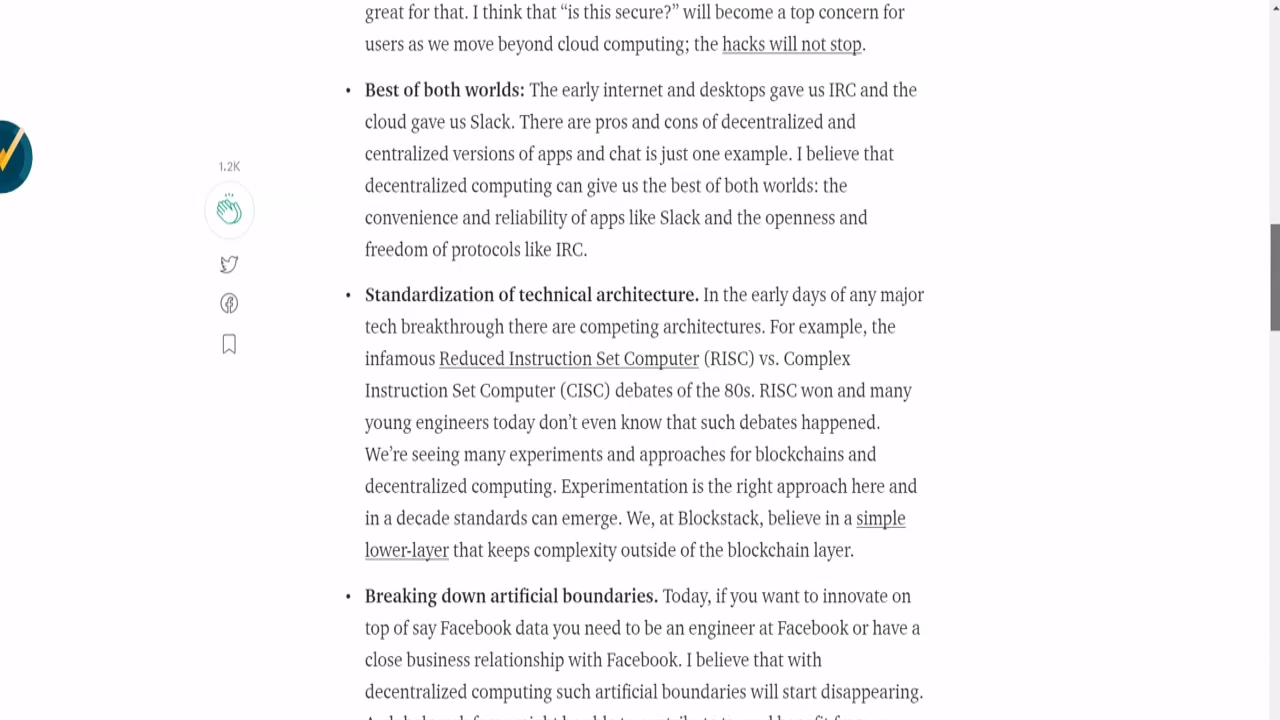 great for that. I think that “is this secure?” will become a top concern for
users as we move beyond cloud computing; the hacks will not stop.
• Best of both worlds: The early internet and desktops gave us IRC and the
cloud gave us Slack. There are pros and cons of decentralized and
centralized versions of apps and chat is just one example. I believe that
decentralized computing can give us the best of both worlds: the
convenience and reliability of apps like Slack and the openness and
freedom of protocols like IRC.
1.2K
• Standardization of technical architecture. In the early days of any major
tech breakthrough there are competing architectures. For example, the
infamous Reduced Instruction Set Computer (RISC) vs. Complex
Instruction Set Computer (CISC) debates of the 80s. RISC won and many
young engineers today don’t even know that such debates happened.
We’re seeing many experiments and approaches for blockchains and
decentralized computing. Experimentation is the right approach here and
in a decade standards can emerge. We, at Blockstack, believe in a simple
lower-layer that keeps complexity outside of the blockchain layer.
• Breaking down artificial boundaries. Today, if you want to innovate on
top of say Facebook data you need to be an engineer at Facebook or have a
close business relationship with Facebook. I believe that with
decentralized computing such artificial boundaries will start disappearing.